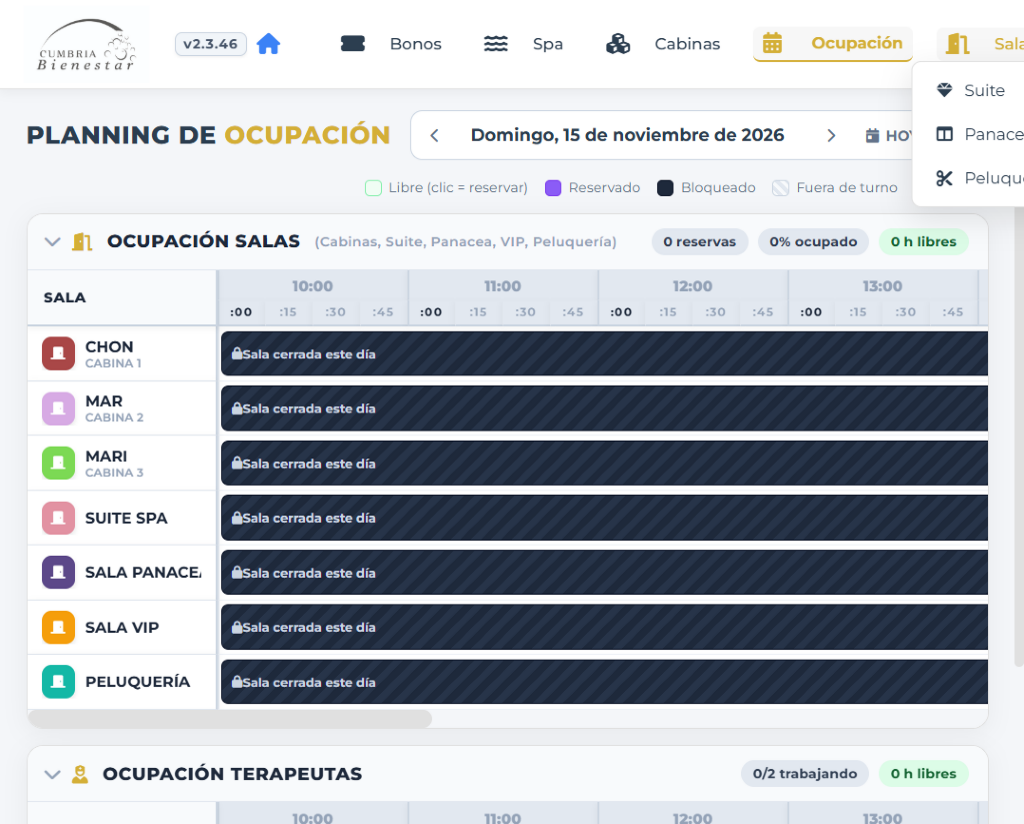 CUMBRIA
Bienestar
v2.3.46
Bonos
Spa
Cabinas
Ocupación
Suite
PLANNING DE OCUPACIÓN
Domingo, 15 de noviembre de 2026
Libre (clic = reservar)
Reservado
Bloqueado
Fuera de turno
OCUPACIÓN SALAS (Cabinas, Suite, Panacea, VIP, Peluquería)
0 reservas
0% ocupado
0 h libres
SALA
10:00 11:00 12:00 13:00
:00 :15 :30 :45 :00 :15 :30 :45 :00 :15 :30 :45 :00 :15 :30 :45
CHON
CABINA 1
Sala cerrada este día
MAR
CABINA 2
Sala cerrada este día
MARI
CABINA 3
Sala cerrada este día
SUITE SPA
Sala cerrada este día
SALA
Sala cerrada este día
SALA VIP
Sala cerrada este día
PELUQUERÍA
Sala cerrada este día
OCUPACIÓN TERAPEUTAS
0/2 trabajando
0 h libres
10:00 11:00 12:00 13:00